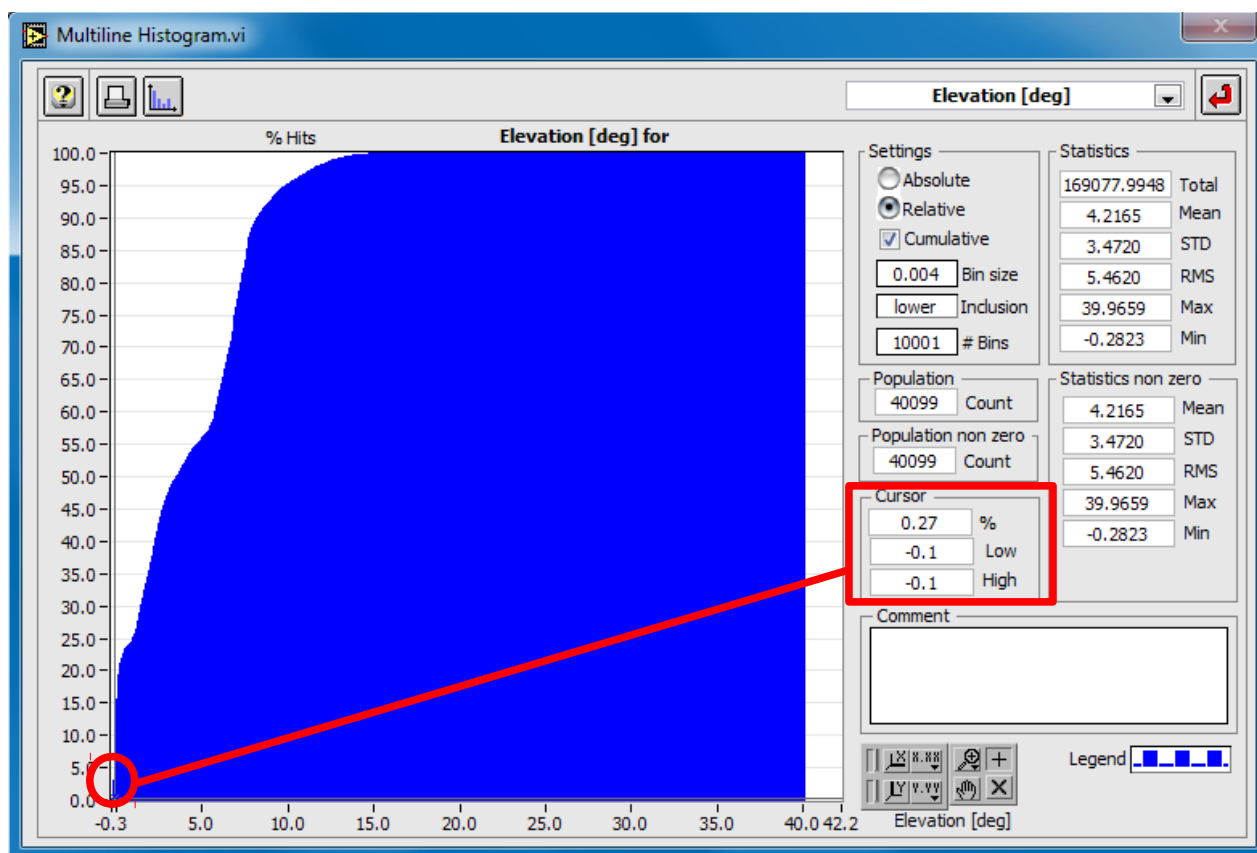 Multiline Histogram.vi
Elevation [deg]
% Hits
Elevation [deg] for
100.0
95.0
90.0
85.0
80.0
75.0
70.0
65.0
60.0
55.0
50.0
45.0
40.0
35.0
30.0
25.0
20.0
15.0
10.0
5.0
0.0
-0.3 5.0 10.0 15.0 20.0 25.0 30.0 35.0 40.0 42.2
Elevation [deg]
Settings
Absolute
Relative
Cumulative
0.004 Bin size
lower Inclusion
10001 # Bins
Population
40099 Count
Population non zero
40099 Count
Cursor
0.27 %
-0.1 Low
-0.1 High
Statistics
169077.9948 Total
4.2165 Mean
3.4720 STD
5.4620 RMS
39.9659 Max
-0.2823 Min
Statistics non zero
4.2165 Mean
3.4720 STD
5.4620 RMS
39.9659 Max
-0.2823 Min
Comment
X X.XX
Y Y.YY
Legend